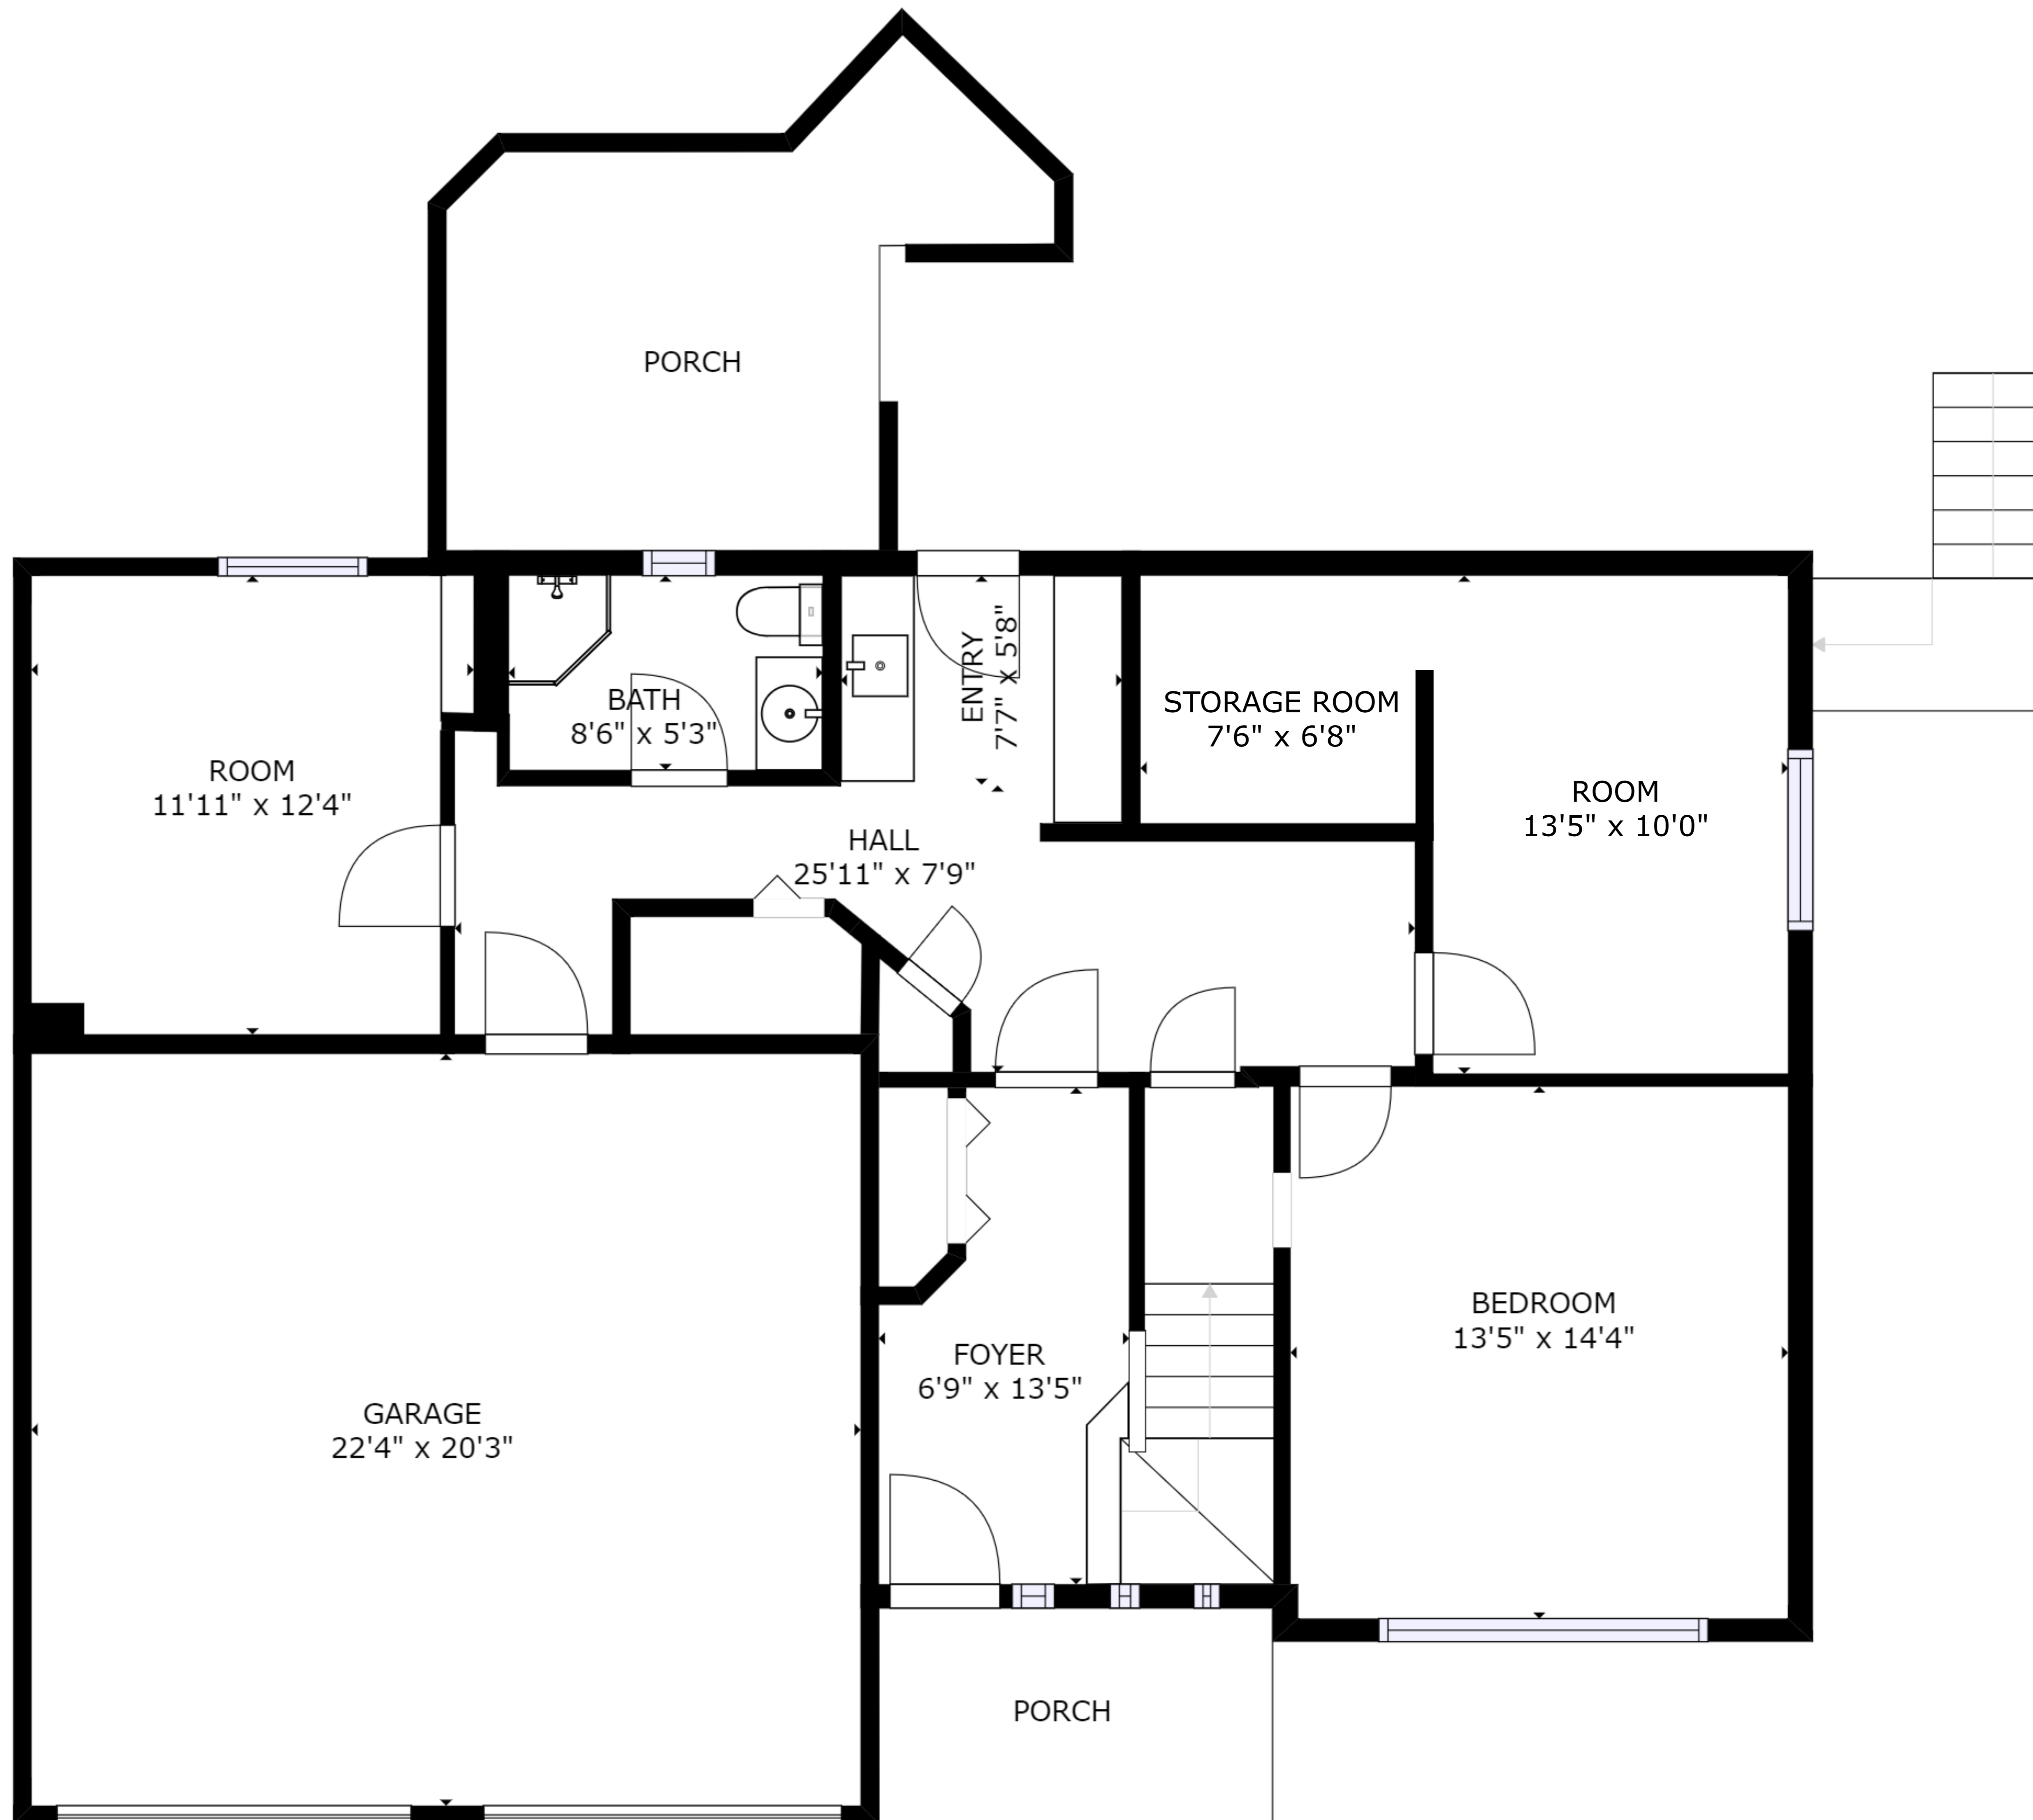 PORCH
BATH
8'6" x 5'3"
ENTRY
7'7" x 5'8"
STORAGE ROOM
7'6" x 6'8"
ROOM
11'11" x 12'4"
ROOM
13'5" x 10'0"
HALL
25'11" x 7'9"
BEDROOM
13'5" x 14'4"
FOYER
6'9" x 13'5"
GARAGE
22'4" x 20'3"
PORCH